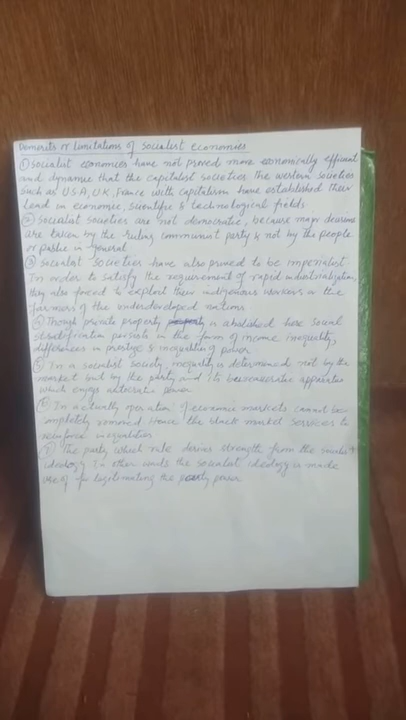 Demerits or limitations of Socialist Economies
① Socialist economies have not proved more economically efficient
and dynamic that the capitalist societies. The western societies
such as U.S.A, U.K, France with capitalism have established their
lead in economic, scientific & technological fields.
② Socialist societies are not democratic, because major decisions
are taken by the ruling communist party & not by the people
or public in general
③ Socialist Societies have also proved to be imperialist
In order to satisfy the requirement of rapid industrialization,
they also forced to exploit their indigenous workers or the
farmers of the underdeveloped nations
④ Though private property is abolished here social
stratification persists in the form of income inequality,
differences in prestige & inequalities of power
⑤ In a socialist society, inequality is determined not by the
market but by the party and its bureaucratic apparatus
which enjoys autocratic power
⑥ In actually operation of economic markets cannot be
completely removed Hence the black market services to
reinforce inequalities
⑦ The party which rule derives strength from the socialist
ideology In other words the socialist ideology is made
use of for legitimating the party power